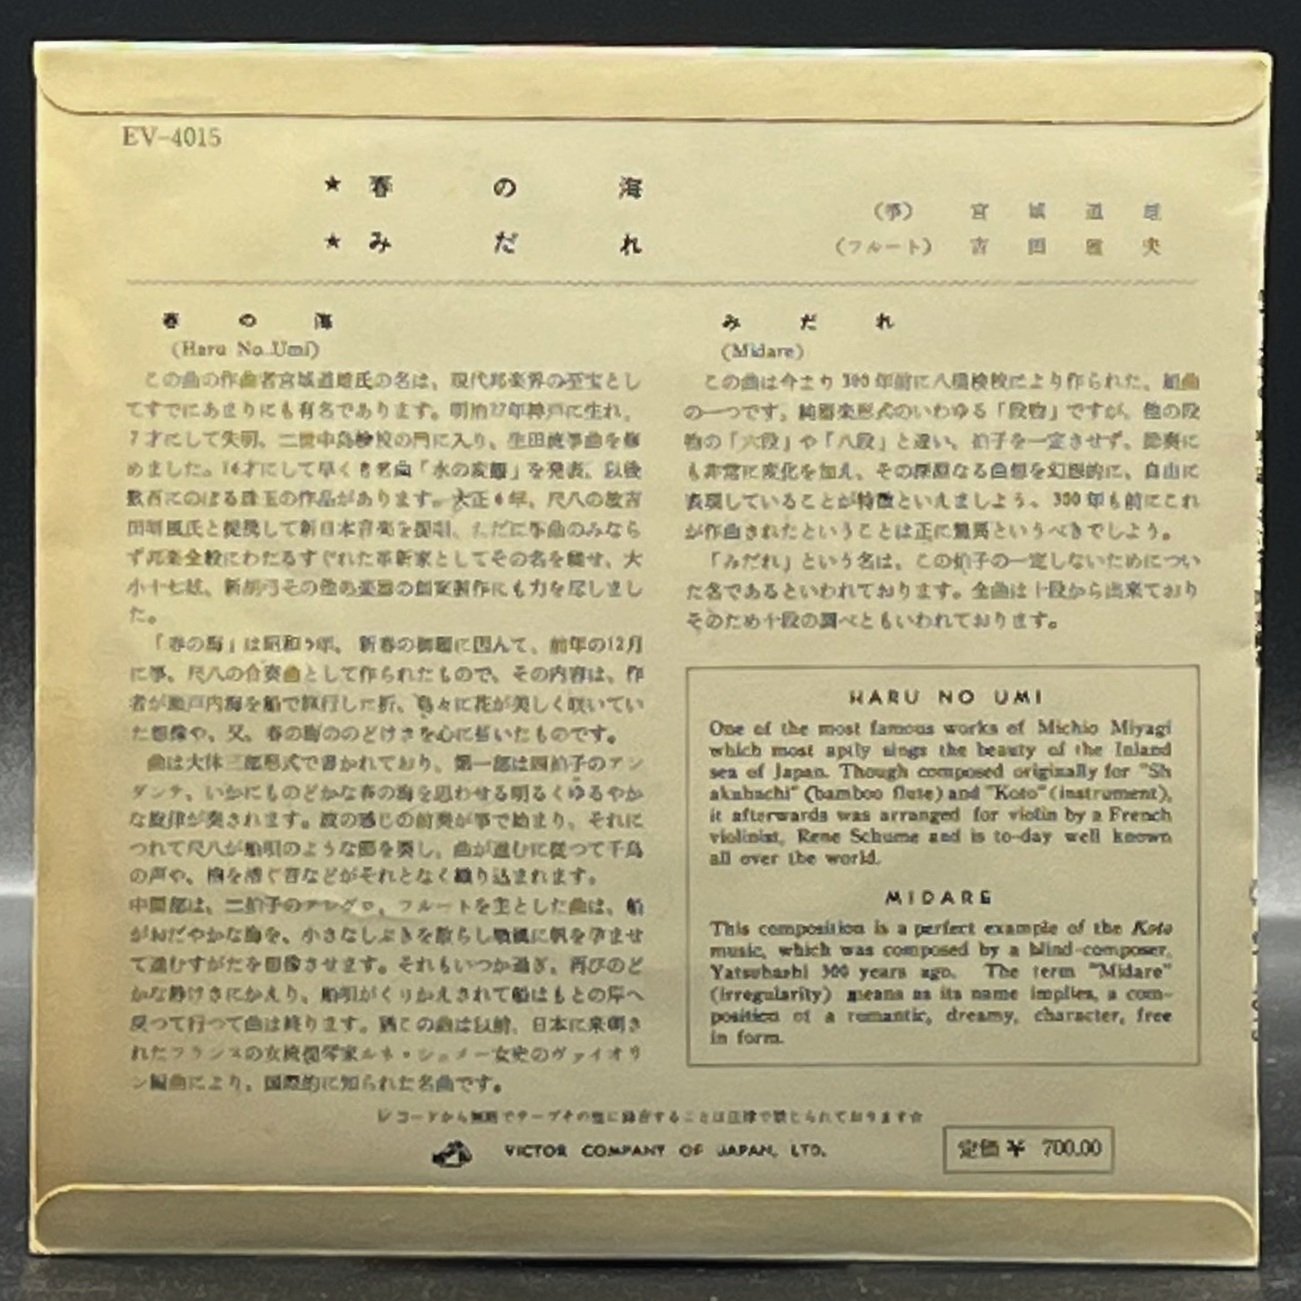 EV-4015
★ 春の海
★ みだれ
(箏) 宮城道雄
(フルート) 吉田雅夫
春の海
(Haru No Umi)
この曲の作曲者宮城道雄氏の名は、現代邦楽界の至宝とし
てすでにあまりにも有名であります。明治27年神戸に生れ、
7才にして失明、二世中島検校の門に入り、生田流箏曲を修
めました。16才にして早くも名曲「水の変態」を発表、以後
数百にのぼる珠玉の作品があります。大正6年、尺八の故吉
田晴風氏と提携して新日本音楽を提唱、ただに箏曲のみなら
ず邦楽全般にわたるすぐれた革新家としてその名を馳せ、大
小十七絃、新胡弓その他の楽器の創案製作にも力を尽しまし
た。
「春の海」は昭和5年、新春の御題に因んで、前年の12月
に箏、尺八の合奏曲として作られたもので、その内容は、作
者が瀬戸内海を船で旅行した折、島々に花が美しく咲いてい
た想像や、又、春の海ののどけさを心に描いたものです。
曲は大体三部形式で書かれており、第一部は四拍子のアン
ダンテ、いかにものどかな春の海を思わせる明るくゆるやか
な旋律が奏されます。波の感じの前奏が箏で始まり、それに
つれて尺八が船唄のような節を奏し、曲が進むに従つて千鳥
の声や、櫓を漕ぐ音などがそれとなく織り込まれます。
中間部は、二拍子のアレグロ、フルートを主とした曲は、船
がおだやかな海を、小さなしぶきを散らし順風に帆を孕ませ
て進むすがたを想像させます。それもいつか過ぎ、再びのど
かな静けさにかえり、船唄がくりかえされて船はもとの岸へ
戻つて行つて曲は終ります。猶この曲は以前、日本に来朝さ
れたフランスの女流提琴家ルネ・シュメー女史のヴァイオリ
ン編曲により、国際的に知られた名曲です。
みだれ
(Midare)
この曲は今より300年前に八橋検校により作られた、組曲
の一つです。純器楽形式のいわゆる「段物」ですが、他の段
物の「六段」や「八段」と違い、拍子を一定させず、節奏に
も非常に変化を加え、その深淵なる色想を幻想的に、自由に
表現していることが特徴といえましよう。300年も前にこれ
が作曲されたということは正に驚異というべきでしよう。
「みだれ」という名は、この拍子の一定しないためについ
た名であるといわれております。全曲は十段から出来ており
そのため十段の調べともいわれております。
HARU NO UMI
One of the most famous works of Michio Miyagi
which most aptly sings the beauty of the Inland
sea of Japan. Though composed originally for "Sh
akuhachi" (bamboo flute) and "Koto" (instrument),
it afterwards was arranged for violin by a French
violinist, Rene Schume and is to-day well known
all over the world.
MIDARE
This composition is a perfect example of the Koto
music, which was composed by a blind-composer,
Yatsuhashi 300 years ago. The term "Midare"
(irregularity) means as its name implies, a com-
position of a romantic, dreamy, character, free
in form.
レコードから無断でテープその他に録音することは法律で禁じられております☆
VICTOR COMPANY OF JAPAN, LTD.
定価 ¥ 700.00